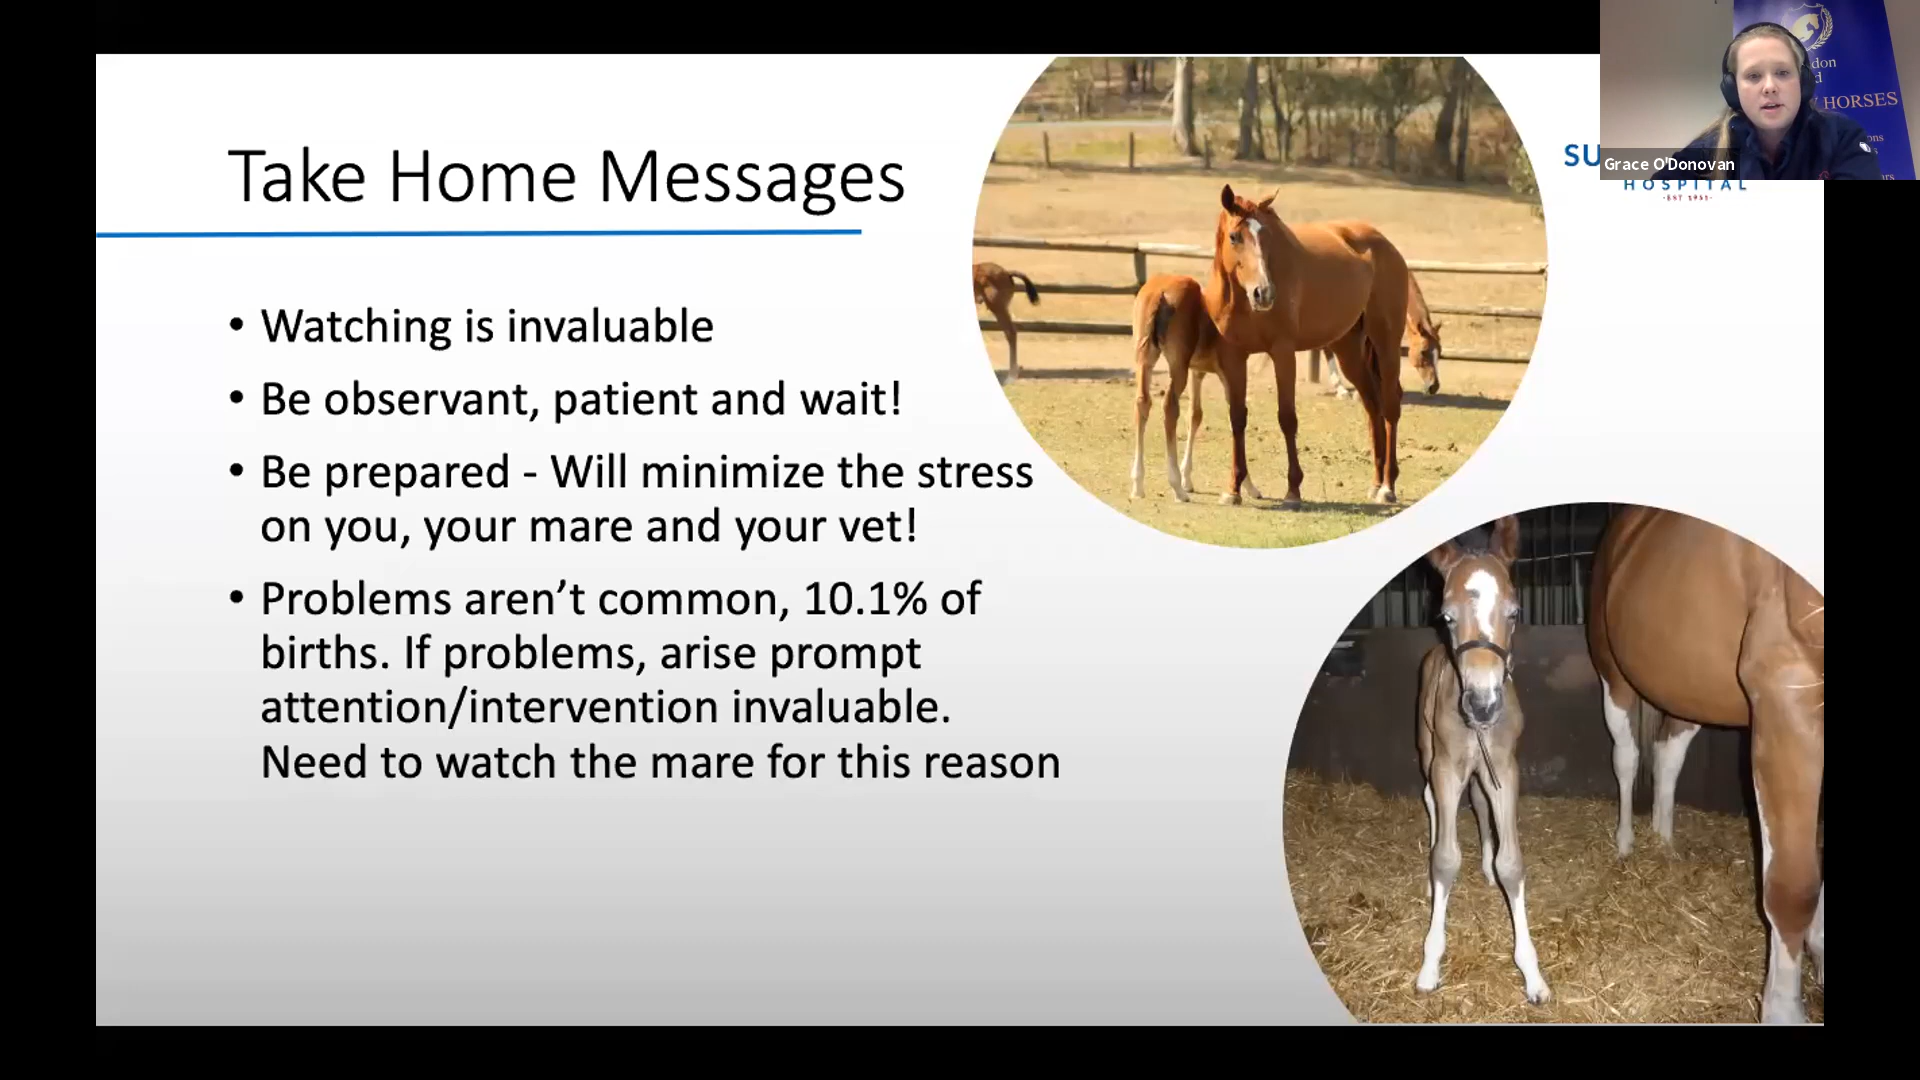 Take Home Messages
• Watching is invaluable
• Be observant, patient and wait!
• Be prepared - Will minimize the stress
on you, your mare and your vet!
• Problems aren't common, 10.1% of
births. If problems, arise prompt
attention/intervention invaluable.
Need to watch the mare for this reason
HORSES
Grace O'Donovan
SU
HOSPITAL
·EST 1951·